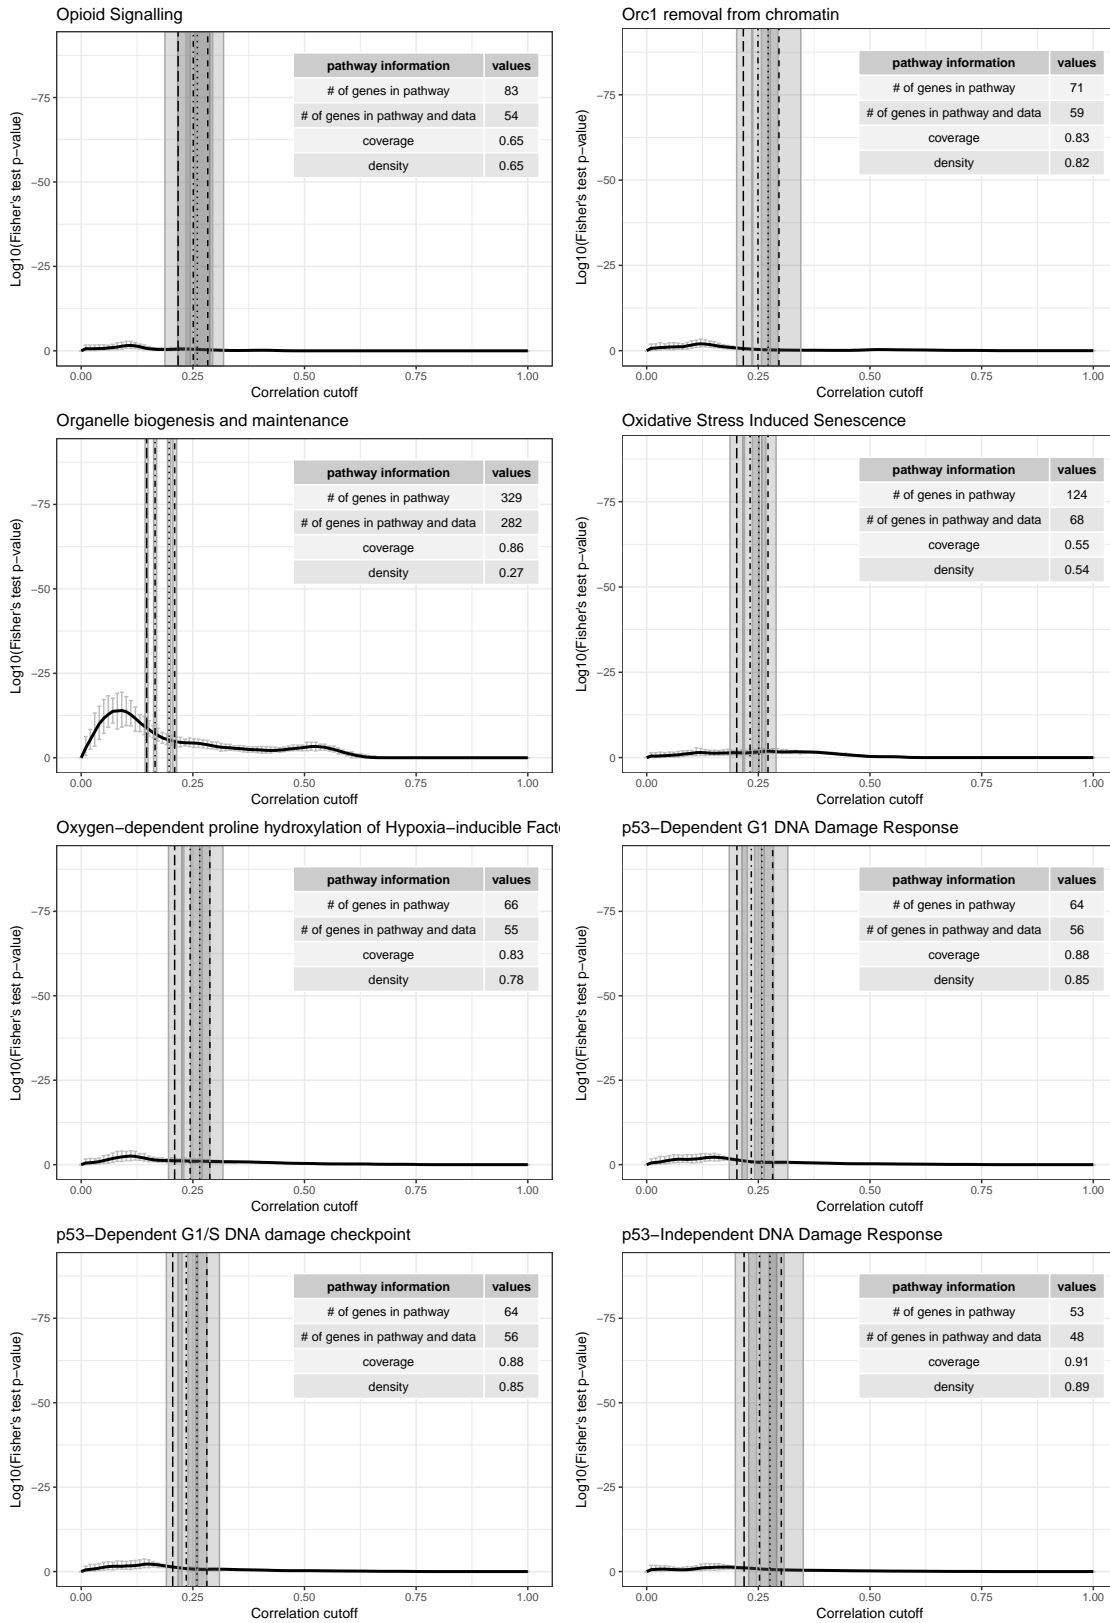 Opioid Signalling
Log10(Fisher's test p−value)
−75
−50
−25
0
pathway information values
# of genes in pathway 83
# of genes in pathway and data 54
coverage 0.65
density 0.65
0.00 0.25 0.50 0.75 1.00
Correlation cutoff
Orc1 removal from chromatin
Log10(Fisher's test p−value)
−75
−50
−25
0
pathway information values
# of genes in pathway 71
# of genes in pathway and data 59
coverage 0.83
density 0.82
0.00 0.25 0.50 0.75 1.00
Correlation cutoff
Organelle biogenesis and maintenance
Log10(Fisher's test p−value)
−75
−50
−25
0
pathway information values
# of genes in pathway 329
# of genes in pathway and data 282
coverage 0.86
density 0.27
0.00 0.25 0.50 0.75 1.00
Correlation cutoff
Oxidative Stress Induced Senescence
Log10(Fisher's test p−value)
−75
−50
−25
0
pathway information values
# of genes in pathway 124
# of genes in pathway and data 68
coverage 0.55
density 0.54
0.00 0.25 0.50 0.75 1.00
Correlation cutoff
Oxygen−dependent proline hydroxylation of Hypoxia−inducible Facto
Log10(Fisher's test p−value)
−75
−50
−25
0
pathway information values
# of genes in pathway 66
# of genes in pathway and data 55
coverage 0.83
density 0.78
0.00 0.25 0.50 0.75 1.00
Correlation cutoff
p53−Dependent G1 DNA Damage Response
Log10(Fisher's test p−value)
−75
−50
−25
0
pathway information values
# of genes in pathway 64
# of genes in pathway and data 56
coverage 0.88
density 0.85
0.00 0.25 0.50 0.75 1.00
Correlation cutoff
p53−Dependent G1/S DNA damage checkpoint
Log10(Fisher's test p−value)
−75
−50
−25
0
pathway information values
# of genes in pathway 64
# of genes in pathway and data 56
coverage 0.88
density 0.85
0.00 0.25 0.50 0.75 1.00
Correlation cutoff
p53−Independent DNA Damage Response
Log10(Fisher's test p−value)
−75
−50
−25
0
pathway information values
# of genes in pathway 53
# of genes in pathway and data 48
coverage 0.91
density 0.89
0.00 0.25 0.50 0.75 1.00
Correlation cutoff